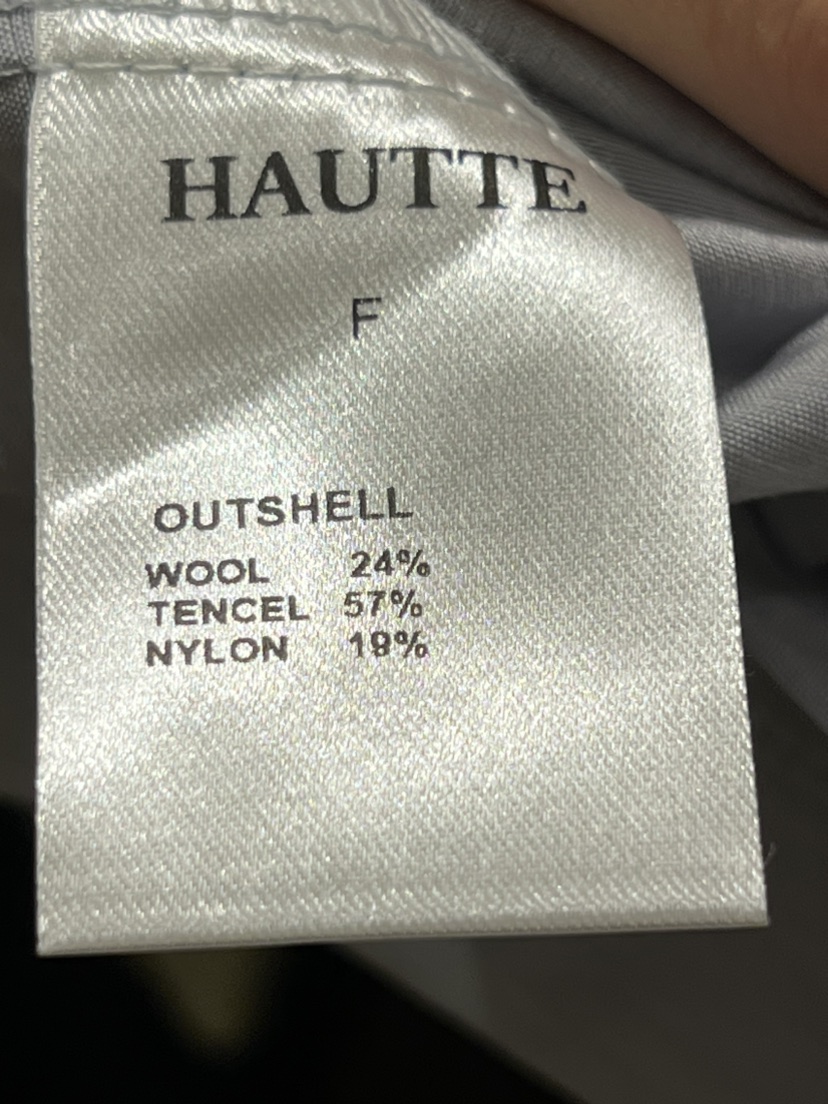 HAUTTE
F
OUTSHELL
WOOL 24%
TENCEL 57%
NYLON 19%